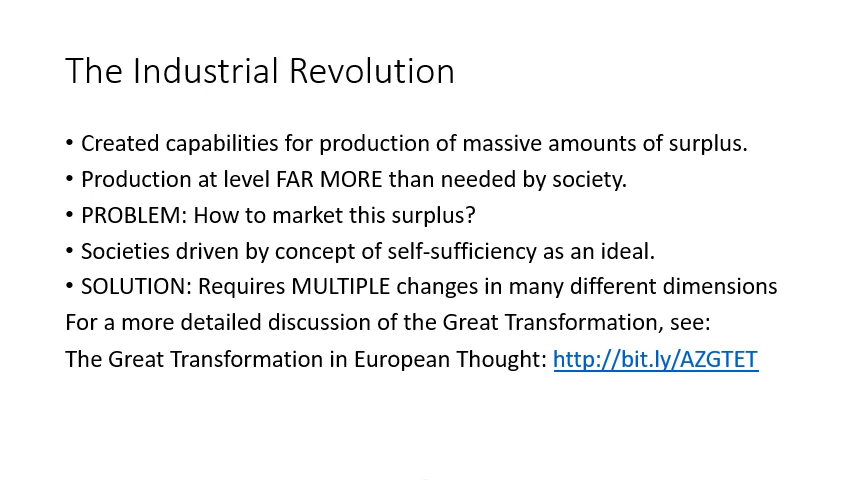 The Industrial Revolution
• Created capabilities for production of massive amounts of surplus.
• Production at level FAR MORE than needed by society.
• PROBLEM: How to market this surplus?
• Societies driven by concept of self-sufficiency as an ideal.
• SOLUTION: Requires MULTIPLE changes in many different dimensions
For a more detailed discussion of the Great Transformation, see:
The Great Transformation in European Thought: http://bit.ly/AZGTET